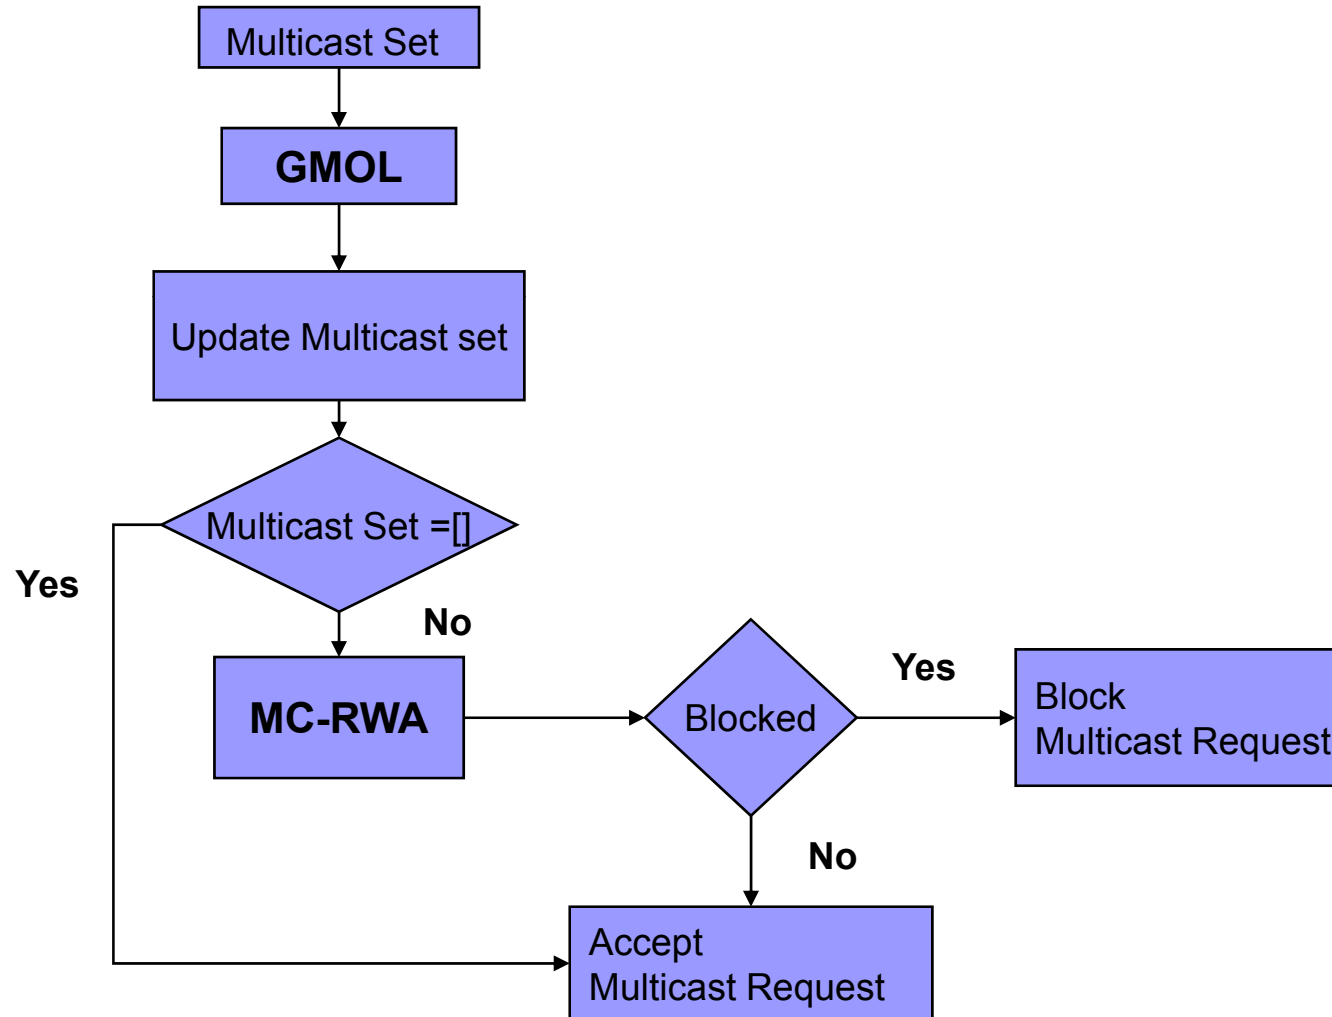 Multicast Set
GMOL
Update Multicast set
Multicast Set =[]
Yes
No
MC-RWA
Blocked
Yes
Block
Multicast Request
No
Accept
Multicast Request